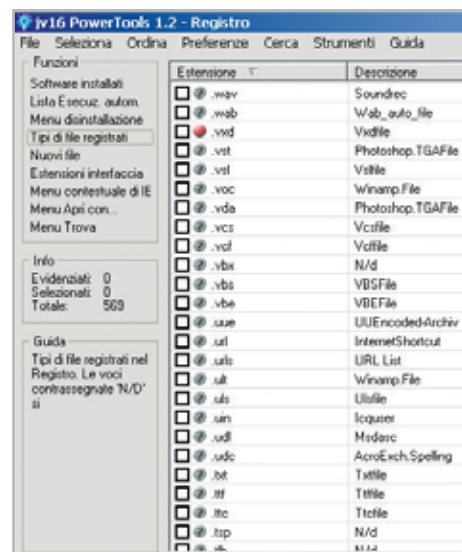 jv16 PowerTools 1.2 - Registro
File Seleziona Ordina Preferenze Cerca Strumenti Guida
Funzioni
Software installati
Lista Esecuz. autom.
Menu disinstallazione
Tipi di file registrati
Nuovi file
Estensioni interfaccia
Menu contestuale di IE
Menu Apri con...
Menu Trova
Info
Evidenziati: 0
Selezionati: 0
Totale: 569
Guida
Tipi di file registrati nel
Registro. Le voci
contrassegnate 'N/D'
si
Estensione Descrizione
.wav Soundrec
.wab Wab_auto_file
.vxd Vxdfile
.vst Photoshop.TGAFile
.vsl Vslfile
.voc Winamp.File
.vda Photoshop.TGAFile
.vcs Vcsfile
.vcf Vcffile
.vbx N/d
.vbs VBSFile
.vbe VBEFile
.uue UUEncoded-Archiv
.url InternetShortcut
.urls URL List
.ult Winamp.File
.uls Ulsfile
.uin Icquser
.udl Msdasc
.udc AcroExch.Spelling
.txt Txtfile
.ttf Ttffile
.ttc Ttcfile
.tsp N/d
N/d